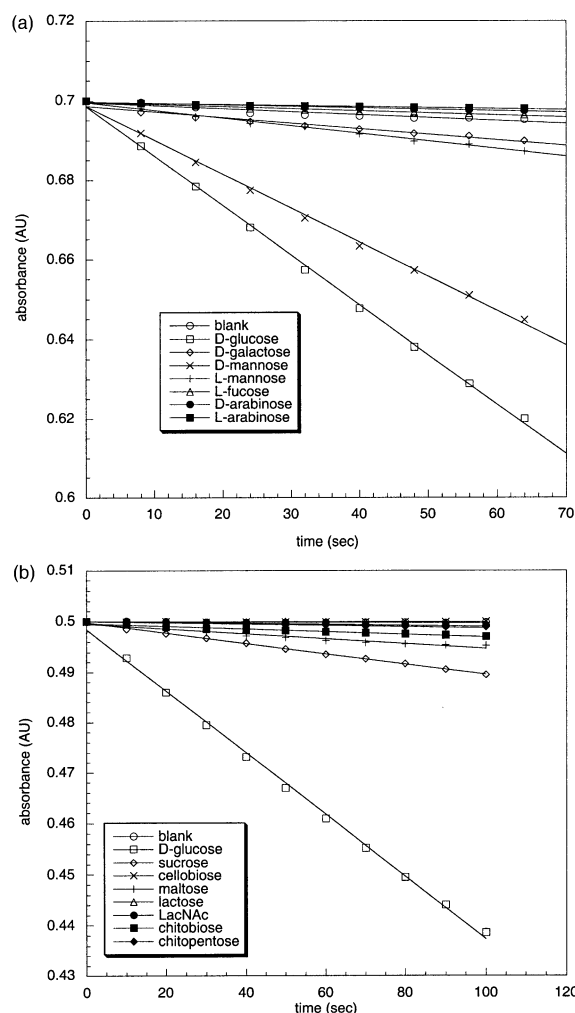 (a)
0.72
0.7
0.68
0.66
0.64
0.62
0.6
absorbance (AU)
blank
D-glucose
D-galactose
D-mannose
L-mannose
L-fucose
D-arabinose
L-arabinose
0 10 20 30 40 50 60 70
time (sec)
(b)
0.51
0.5
0.49
0.48
0.47
0.46
0.45
0.44
0.43
absorbance (AU)
blank
D-glucose
sucrose
cellobiose
maltose
lactose
LacNAc
chitobiose
chitopentose
0 20 40 60 80 100 120
time (sec)